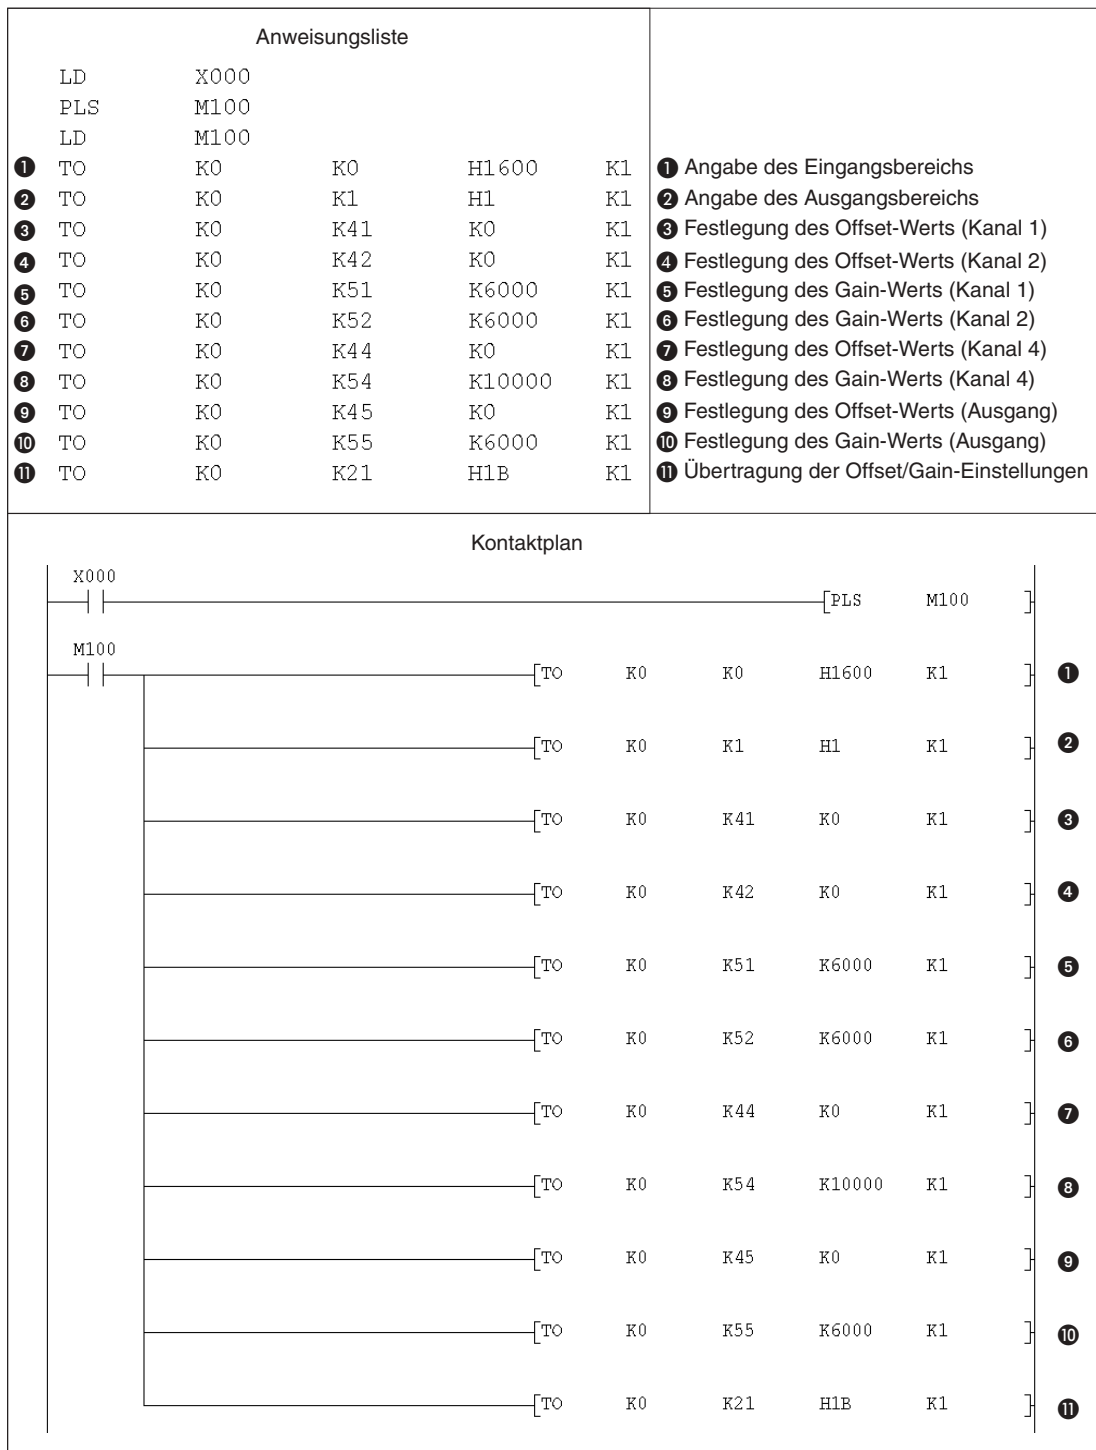 Anweisungsliste
LD X000
PLS M100
LD M100
❶ TO K0 K0 H1600 K1 ❶ Angabe des Eingangsbereichs
❷ TO K0 K1 H1 K1 ❷ Angabe des Ausgangsbereichs
❸ TO K0 K41 K0 K1 ❸ Festlegung des Offset-Werts (Kanal 1)
❹ TO K0 K42 K0 K1 ❹ Festlegung des Offset-Werts (Kanal 2)
❺ TO K0 K51 K6000 K1 ❺ Festlegung des Gain-Werts (Kanal 1)
❻ TO K0 K52 K6000 K1 ❻ Festlegung des Gain-Werts (Kanal 2)
❼ TO K0 K44 K0 K1 ❼ Festlegung des Offset-Werts (Kanal 4)
❽ TO K0 K54 K10000 K1 ❽ Festlegung des Gain-Werts (Kanal 4)
❾ TO K0 K45 K0 K1 ❾ Festlegung des Offset-Werts (Ausgang)
❿ TO K0 K55 K6000 K1 ❿ Festlegung des Gain-Werts (Ausgang)
⓫ TO K0 K21 H1B K1 ⓫ Übertragung der Offset/Gain-Einstellungen
Kontaktplan
X000
[PLS M100 ]
M100
[TO K0 K0 H1600 K1 ] ❶
[TO K0 K1 H1 K1 ] ❷
[TO K0 K41 K0 K1 ] ❸
[TO K0 K42 K0 K1 ] ❹
[TO K0 K51 K6000 K1 ] ❺
[TO K0 K52 K6000 K1 ] ❻
[TO K0 K44 K0 K1 ] ❼
[TO K0 K54 K10000 K1 ] ❽
[TO K0 K45 K0 K1 ] ❾
[TO K0 K55 K6000 K1 ] ❿
[TO K0 K21 H1B K1 ] ⓫